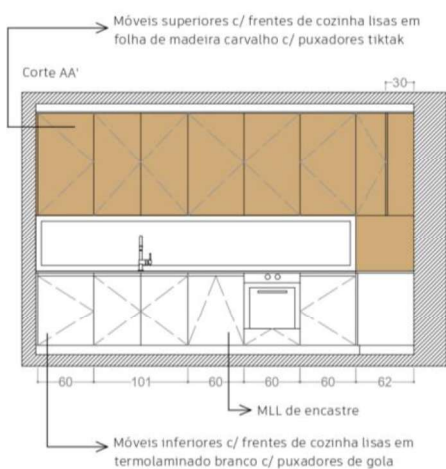 Móveis superiores c/ frentes de cozinha lisas em
folha de madeira carvalho c/ puxadores tiktak
Corte AA'
30
60
101
60
60
60
62
MLL de encastre
Móveis inferiores c/ frentes de cozinha lisas em
termolaminado branco c/ puxadores de gola